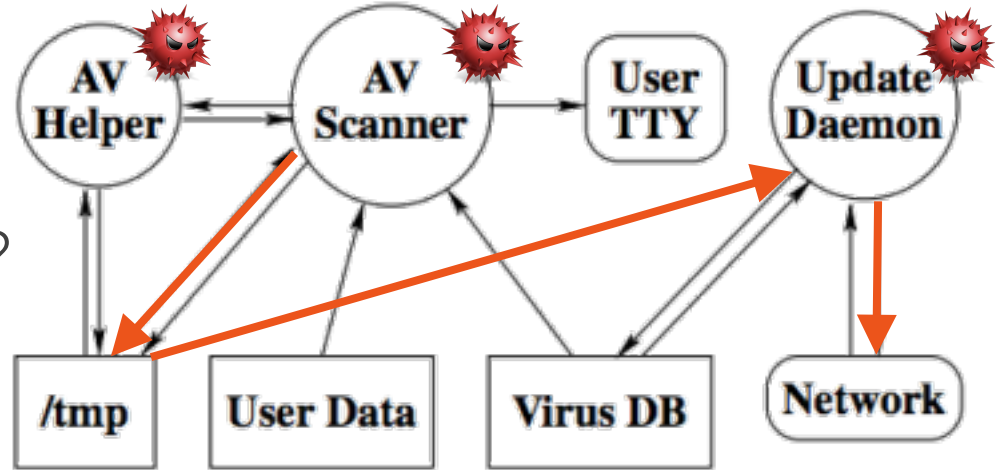 AV
Helper
AV
Scanner
User
TTY
Update
Daemon
/tmp
User Data
Virus DB
Network